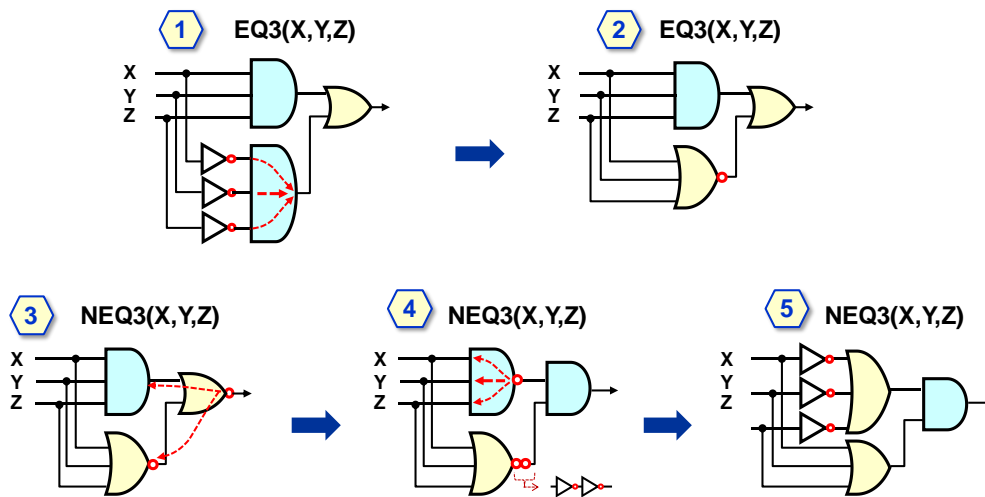 1 EQ3(X,Y,Z)
X
Y
Z
2 EQ3(X,Y,Z)
X
Y
Z
3 NEQ3(X,Y,Z)
X
Y
Z
4 NEQ3(X,Y,Z)
X
Y
Z
5 NEQ3(X,Y,Z)
X
Y
Z